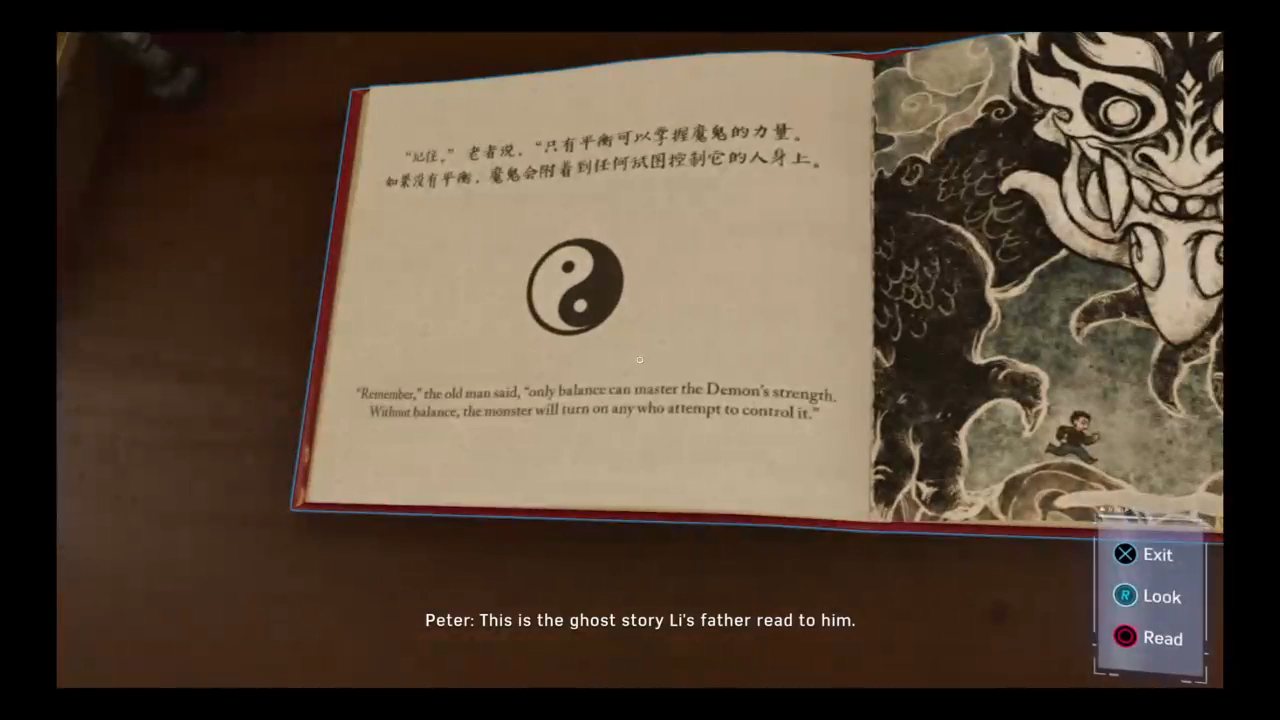 “记住，” 老者说，“只有平衡可以掌握魔鬼的力量。
如果没有平衡，魔鬼会附着到任何试图控制它的人身上。
“Remember,” the old man said, “only balance can master the Demon's strength.
Without balance, the monster will turn on any who attempt to control it.”
Exit
R Look
Read
Peter: This is the ghost story Li's father read to him.